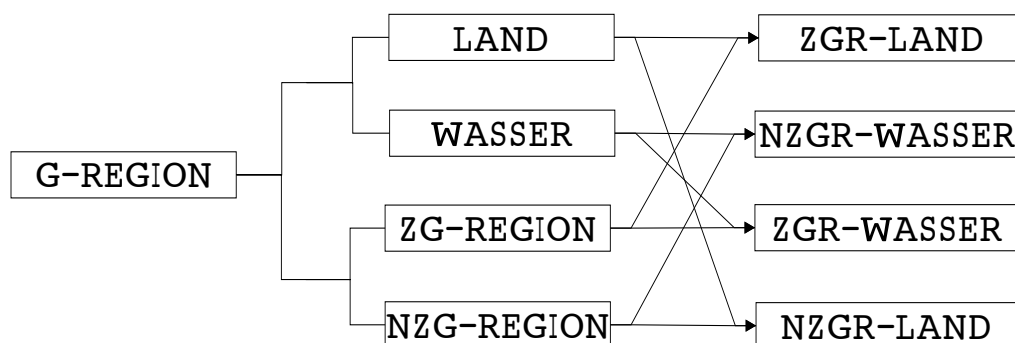 LAND
ZGR-LAND
WASSER
NZGR-WASSER
G-REGION
ZG-REGION
ZGR-WASSER
NZG-REGION
NZGR-LAND